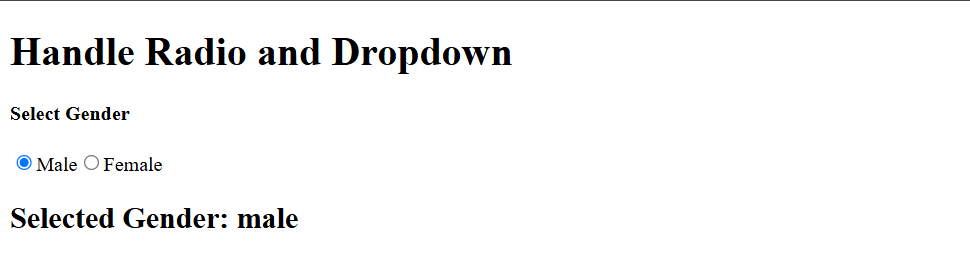 Handle Radio and Dropdown
Select Gender
Male Female
Selected Gender: male